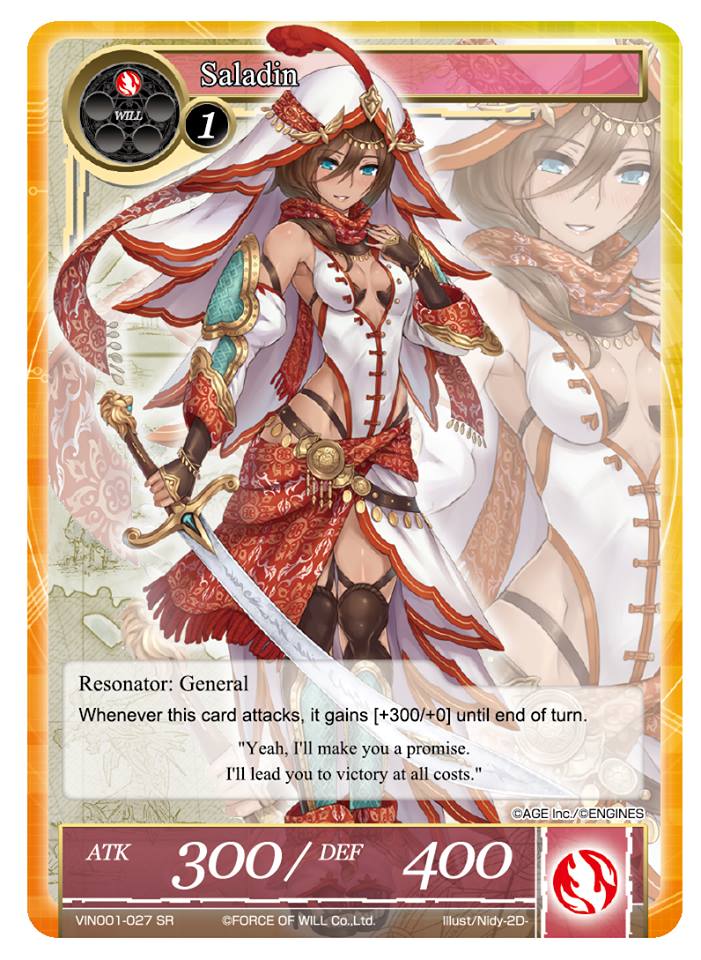 Saladin
WILL
1
Resonator: General
Whenever this card attacks, it gains [+300/+0] until end of turn.
"Yeah, I'll make you a promise.
I'll lead you to victory at all costs."
©AGE Inc./©ENGINES
ATK 300/ DEF 400
VIN001-027 SR ©FORCE OF WILL Co.,Ltd. Illust/Nidy-2D-